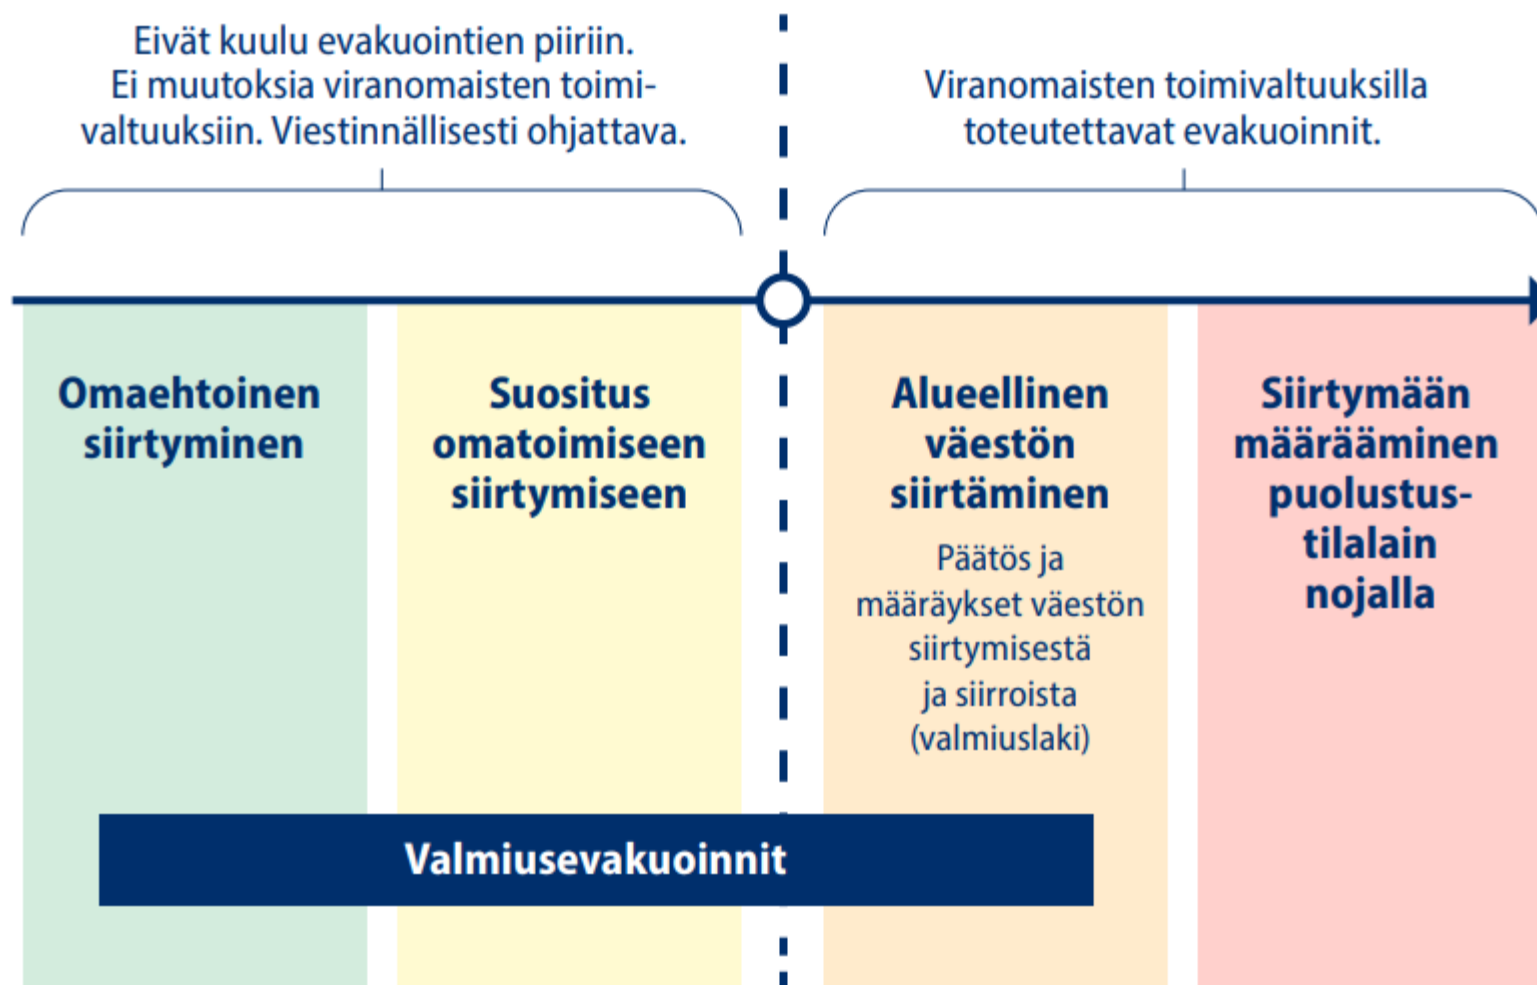 Eivät kuulu evakuointien piiriin.
Ei muutoksia viranomaisten toimi-
valtuuksiin. Viestinnällisesti ohjattava.
Viranomaisten toimivaltuuksilla
toteutettavat evakuoinnit.
Omaehtoinen
siirtyminen
Suositus
omatoimiseen
siirtymiseen
Alueellinen
väestön
siirtäminen
Päätös ja
määräykset väestön
siirtymisestä
ja siirroista
(valmiuslaki)
Siirtymään
määrääminen
puolustus-
tilalain
nojalla
Valmiusevakuoinnit